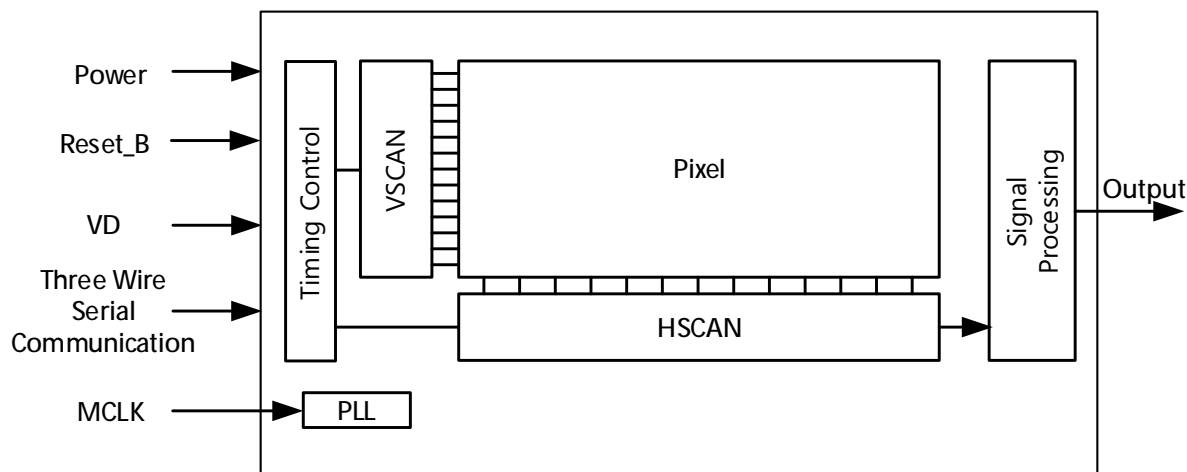 Power
Reset_B
VD
Three Wire
Serial
Communication
MCLK
Timing Control
VSCAN
Pixel
HSCAN
PLL
Signal
Processing
Output